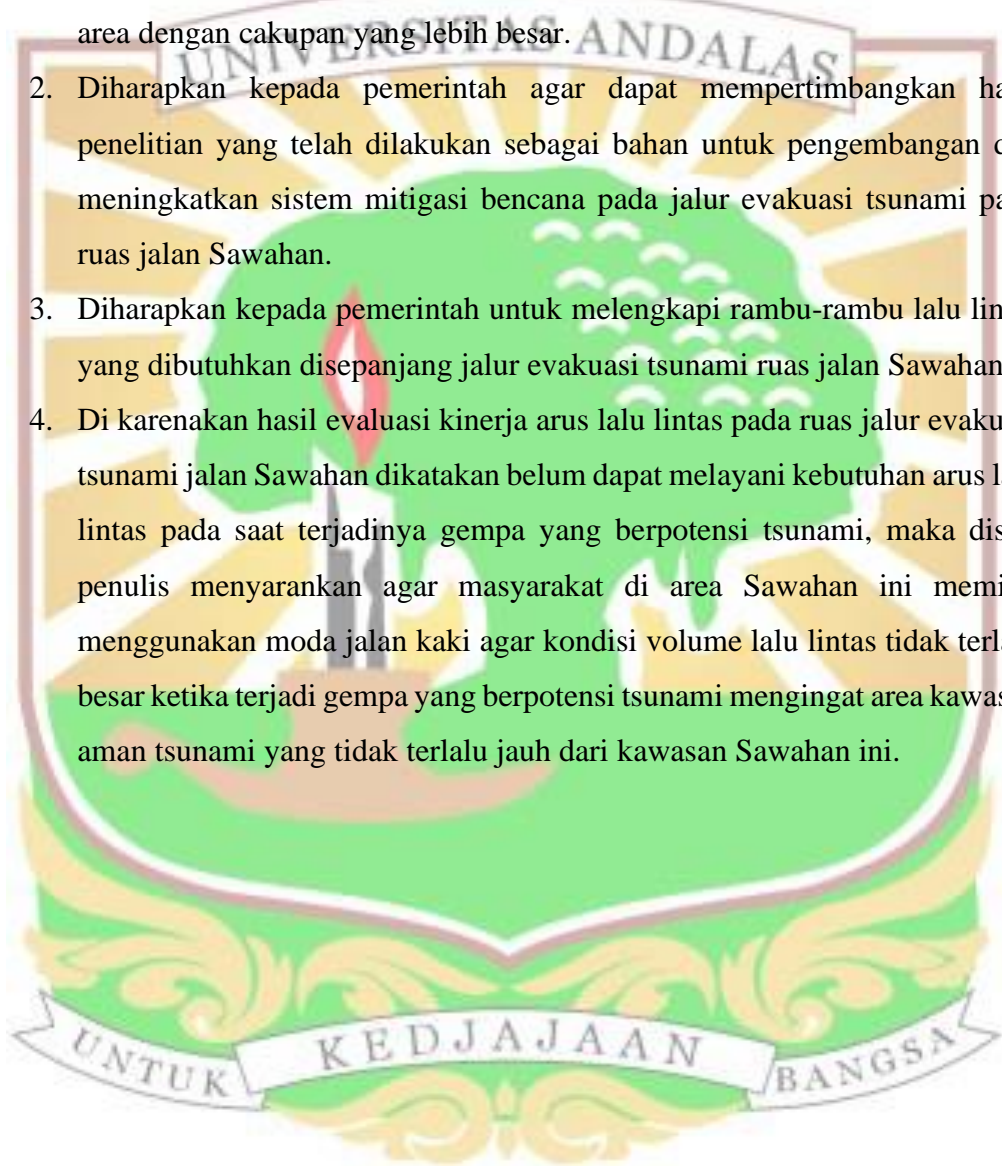 area dengan cakupan yang lebih besar.
UNIVERSITAS ANDALAS
2. Diharapkan kepada pemerintah agar dapat mempertimbangkan ha
penelitian yang telah dilakukan sebagai bahan untuk pengembangan d
meningkatkan sistem mitigasi bencana pada jalur evakuasi tsunami pa
ruas jalan Sawahan.
3. Diharapkan kepada pemerintah untuk melengkapi rambu-rambu lalu lin
yang dibutuhkan disepanjang jalur evakuasi tsunami ruas jalan Sawahan
4. Di karenakan hasil evaluasi kinerja arus lalu lintas pada ruas jalur evaku
tsunami jalan Sawahan dikatakan belum dapat melayani kebutuhan arus la
lintas pada saat terjadinya gempa yang berpotensi tsunami, maka dis
penulis menyarankan agar masyarakat di area Sawahan ini memi
menggunakan moda jalan kaki agar kondisi volume lalu lintas tidak terla
besar ketika terjadi gempa yang berpotensi tsunami mengingat area kawas
aman tsunami yang tidak terlalu jauh dari kawasan Sawahan ini.
UNTUK KEDJAJAAN BANGSA